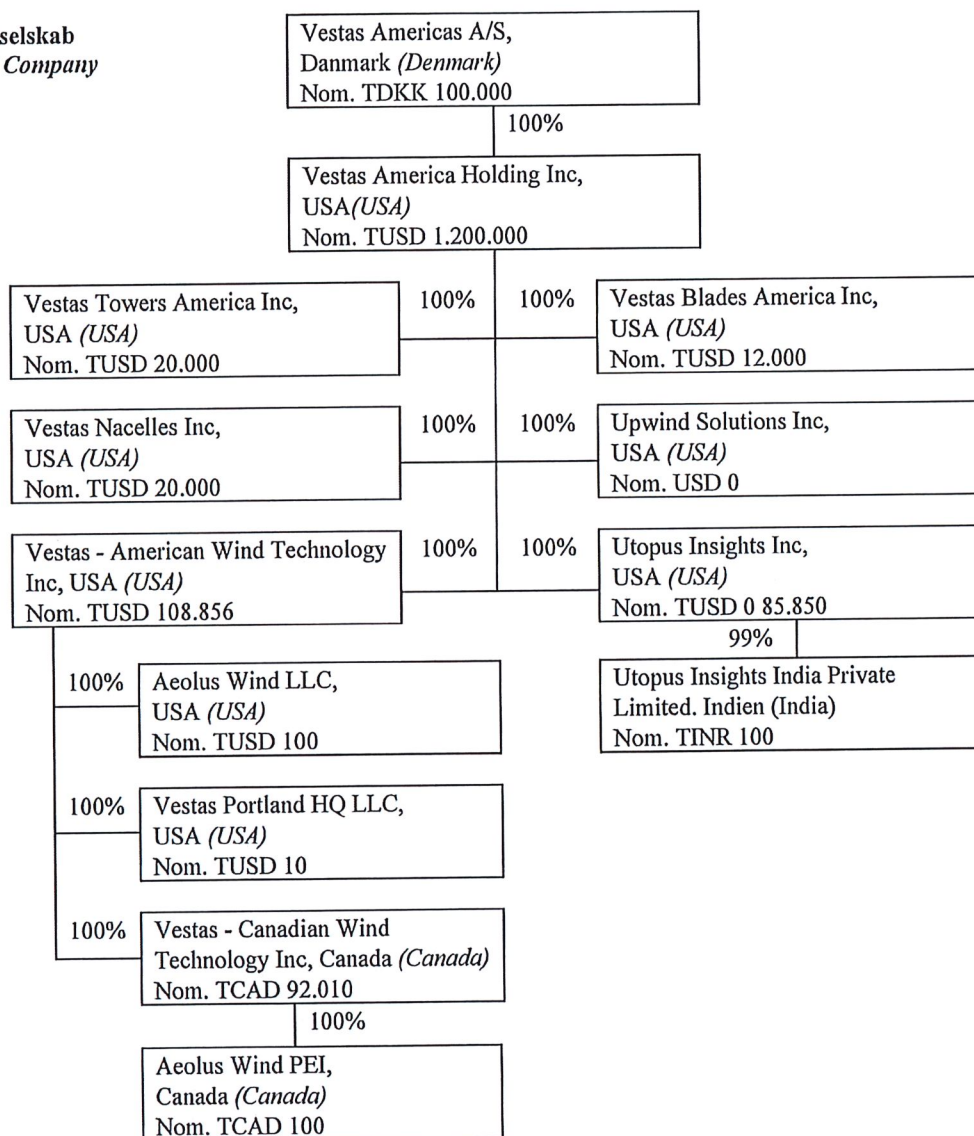 selskab
Company
Vestas Americas A/S,
Danmark (Denmark)
Nom. TDKK 100.000
100%
Vestas America Holding Inc,
USA(USA)
Nom. TUSD 1.200.000
Vestas Towers America Inc,
USA (USA)
Nom. TUSD 20.000
100%
100%
Vestas Blades America Inc,
USA (USA)
Nom. TUSD 12.000
Vestas Nacelles Inc,
USA (USA)
Nom. TUSD 20.000
100%
100%
Upwind Solutions Inc,
USA (USA)
Nom. USD 0
Vestas - American Wind Technology
Inc, USA (USA)
Nom. TUSD 108.856
100%
100%
Utopus Insights Inc,
USA (USA)
Nom. TUSD 0 85.850
99%
Utopus Insights India Private
Limited. Indien (India)
Nom. TINR 100
100%
Aeolus Wind LLC,
USA (USA)
Nom. TUSD 100
100%
Vestas Portland HQ LLC,
USA (USA)
Nom. TUSD 10
100%
Vestas - Canadian Wind
Technology Inc, Canada (Canada)
Nom. TCAD 92.010
100%
Aeolus Wind PEI,
Canada (Canada)
Nom. TCAD 100